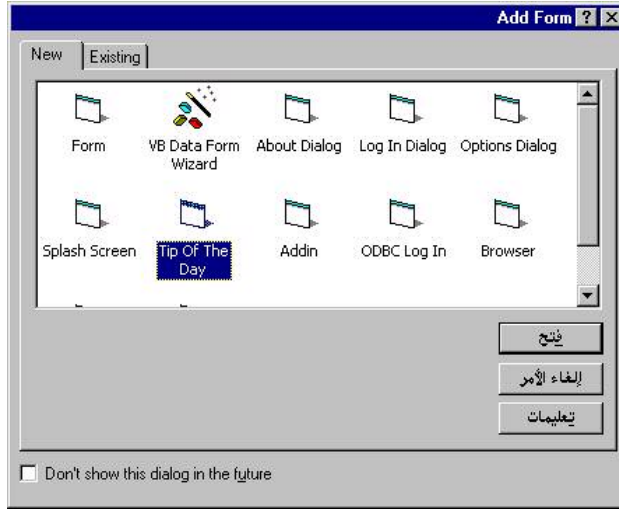 Add Form
New Existing
Form VB Data Form Wizard About Dialog Log In Dialog Options Dialog
Splash Screen Tip Of The Day Addin ODBC Log In Browser
فتح
إلغاء الأمر
تعليمات
Don't show this dialog in the future